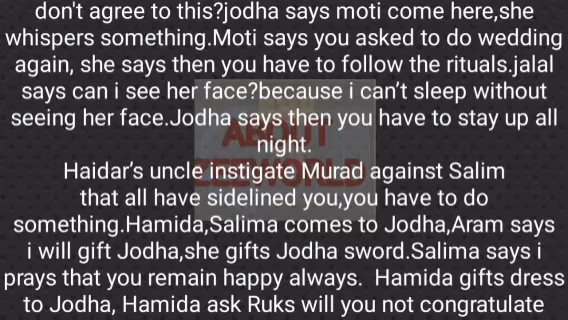 don't agree to this?jodha says moti come here,she
whispers something.Moti says you asked to do wedding
again, she says then you have to follow the rituals.jalal
says can i see her face?because i can’t sleep without
seeing her face.Jodha says then you have to stay up all
night.
Haidar’s uncle instigate Murad against Salim
that all have sidelined you,you have to do
something.Hamida,Salima comes to Jodha,Aram says
i will gift Jodha,she gifts Jodha sword.Salima says i
prays that you remain happy always.  Hamida gifts dress
to Jodha, Hamida ask Ruks will you not congratulate
ABOUT
ZEEWORLD